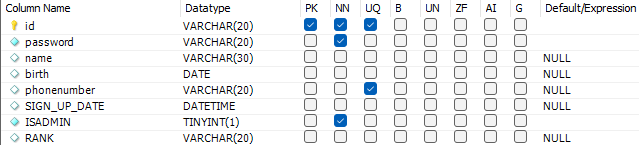 Column Name Datatype PK NN UQ B UN ZF AI G Default/Expression
id VARCHAR(20)
password VARCHAR(20)
name VARCHAR(30) NULL
birth DATE NULL
phonenumber VARCHAR(20) NULL
SIGN_UP_DATE DATETIME NULL
ISADMIN TINYINT(1)
RANK VARCHAR(20) NULL